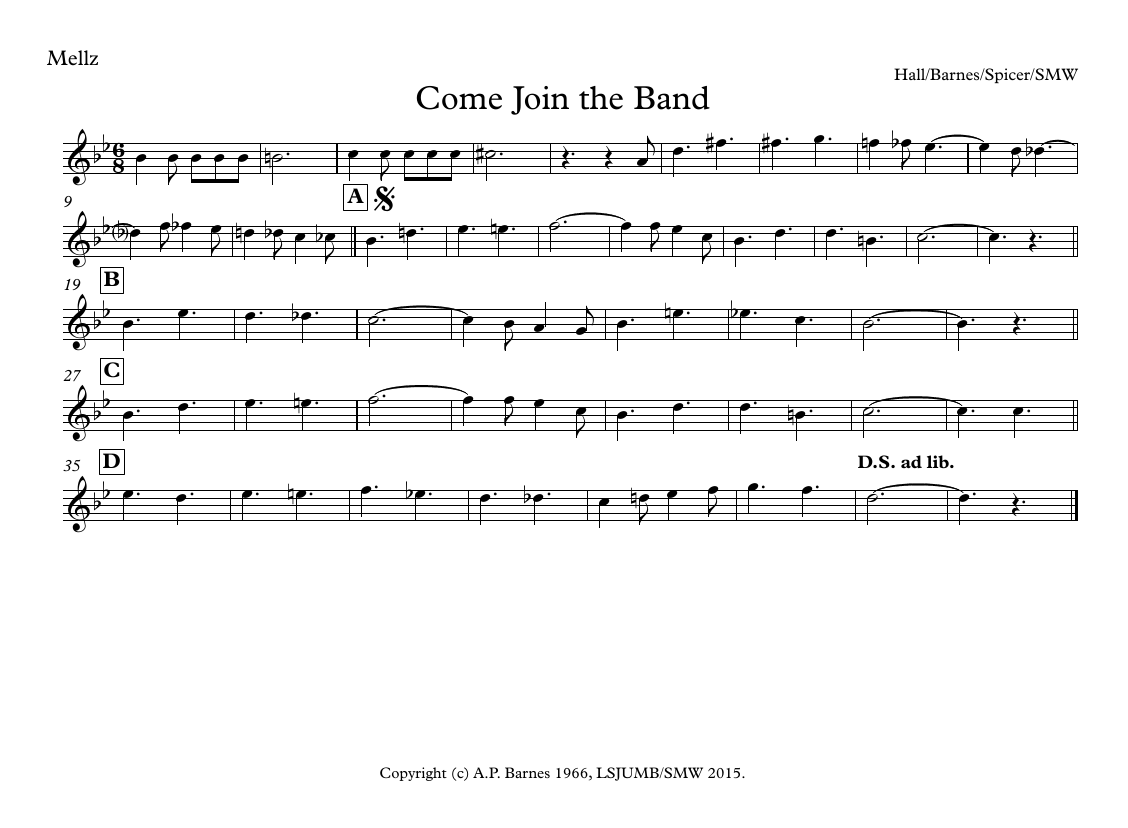 Mellz
Hall/Barnes/Spicer/SMW
Come Join the Band
6
8
9
A
19
B
27
C
35
D
D.S. ad lib.
Copyright (c) A.P. Barnes 1966, LSJUMB/SMW 2015.